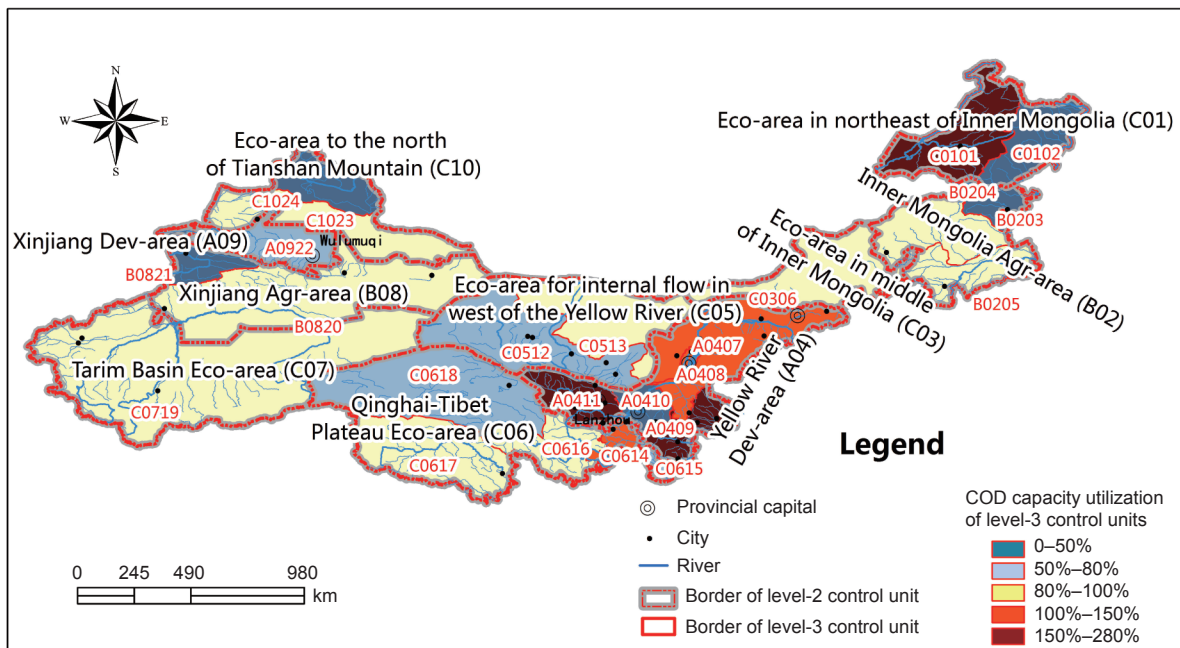 N
W
E
S
Eco-area in northeast of Inner Mongolia (C01)
C0101
C0102
Eco-area to the north
of Tianshan Mountain (C10)
B0204
B0203
Inner Mongolia Agr-area (B02)
C1024
C1023
Xinjiang Dev-area (A09)
A0922
Wulumuqi
Eco-area in middle
of Inner Mongolia (C03)
B0821
Xinjiang Agr-area (B08)
Eco-area for internal flow in
west of the Yellow River (C05)
C0306
B0205
B0820
C0512
C0513
A0407
A0408
Yellow River
Dev-area (A04)
Tarim Basin Eco-area (C07)
C0618
C0719
A0411
A0410
Qinghai-Tibet
Plateau Eco-area (C06)
Lanzhou
A0409
C0616
C0614
C0617
C0615
Legend
Provincial capital
City
River
Border of level-2 control unit
Border of level-3 control unit
COD capacity utilization
of level-3 control units
0–50%
50%–80%
80%–100%
100%–150%
150%–280%
0 245 490 980
km